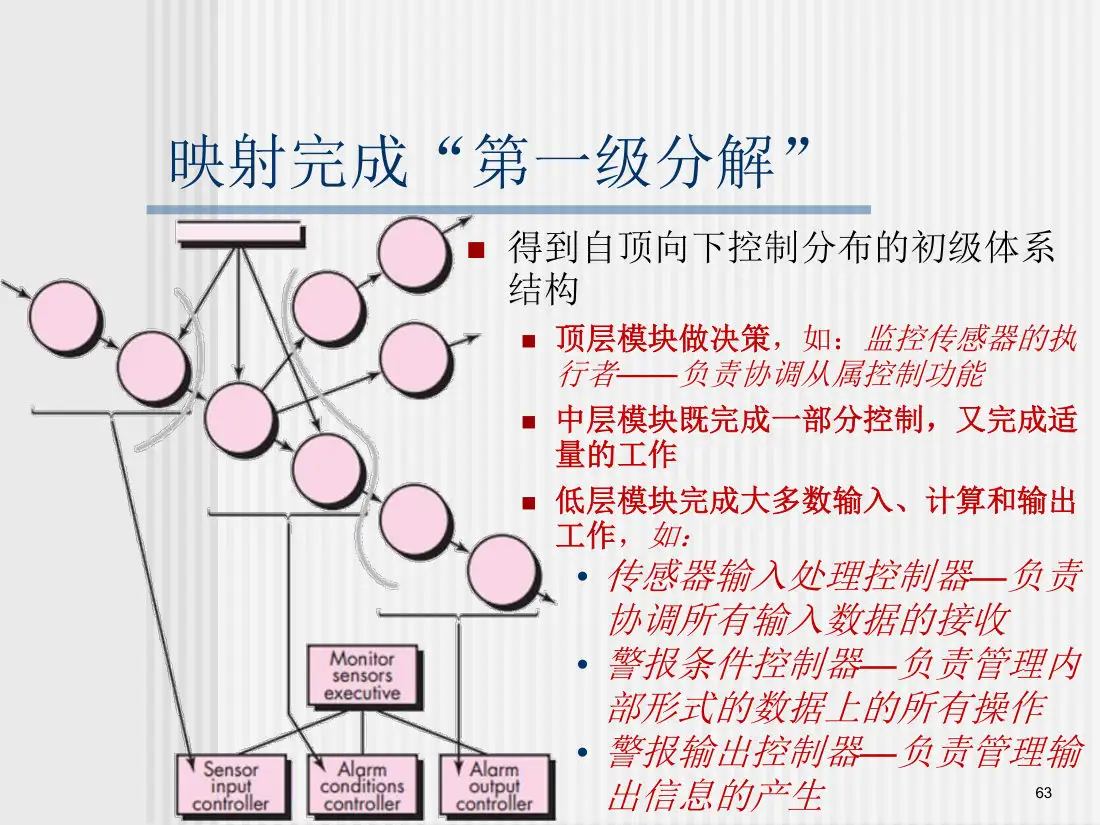 映射完成“第一级分解”
得到自顶向下控制分布的初级体系
结构
顶层模块做决策，如：监控传感器的执
行者——负责协调从属控制功能
中层模块既完成一部分控制，又完成适
量的工作
低层模块完成大多数输入、计算和输出
工作，如：
传感器输入处理控制器—负责
协调所有输入数据的接收
警报条件控制器—负责管理内
部形式的数据上的所有操作
警报输出控制器—负责管理输
出信息的产生
Monitor
sensors
executive
Sensor
input
controller
Alarm
conditions
controller
Alarm
output
controller
63